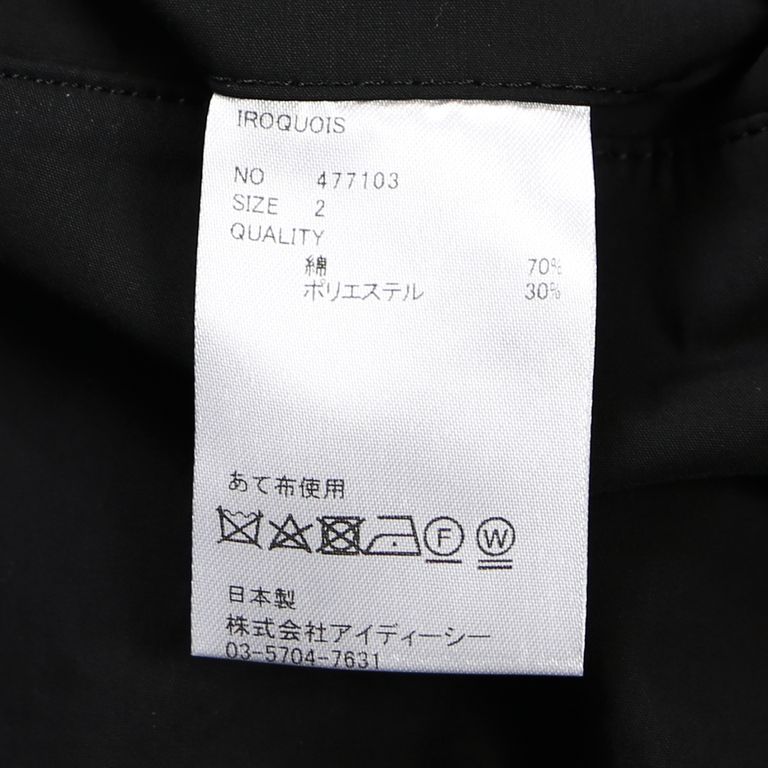 IROQUOIS
NO 477103
SIZE 2
QUALITY
綿 70%
ポリエステル 30%
あて布使用
F W
日本製
株式会社アイディーシー
03-5704-7631